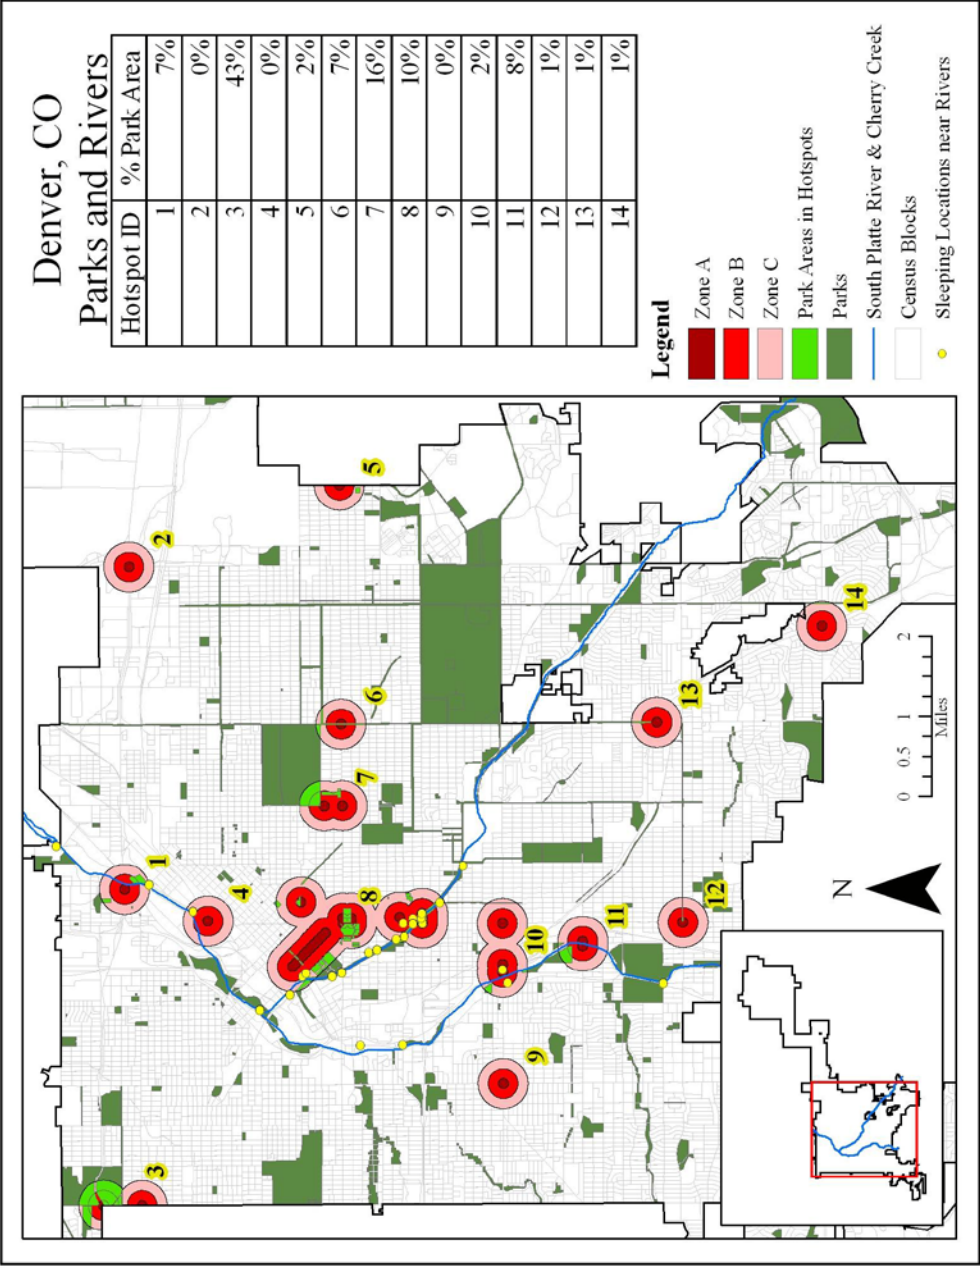 Denver, CO
Parks and Rivers
Hotspot ID % Park Area
1 7%
2 0%
3 43%
4 0%
5 2%
6 7%
7 16%
8 10%
9 0%
10 2%
11 8%
12 1%
13 1%
14 1%
Legend
Zone A
Zone B
Zone C
Park Areas in Hotspots
Parks
South Platte River & Cherry Creek
Census Blocks
Sleeping Locations near Rivers
1
2
3
4
5
6
7
8
9
10
11
12
13
14
N
0 0.5 1 2
Miles